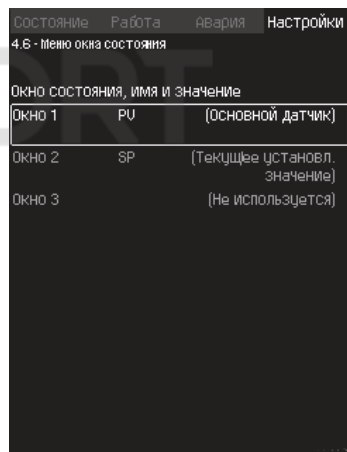 Состояние Работа Авария Настройки
4.6 - Меню окна состояния
Окно состояния, имя и значение
Окно 1 PV (Основной датчик)
Окно 2 SP (Текущее установл.
значение)
Окно 3 (Не используется)